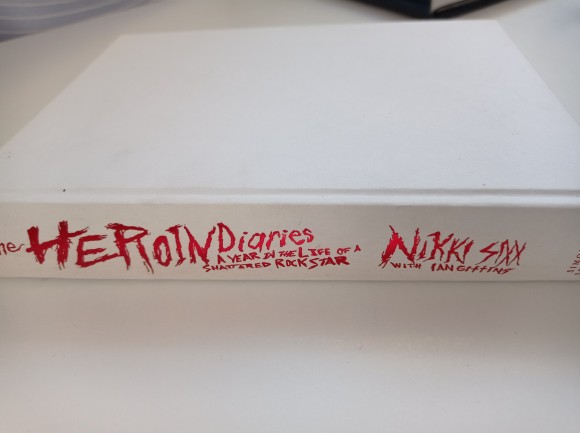 HEROIN Diaries
A YEAR IN THE LIFE OF A
SHATTERED ROCK STAR
NIKKI SIXX
WITH IAN GITTINS